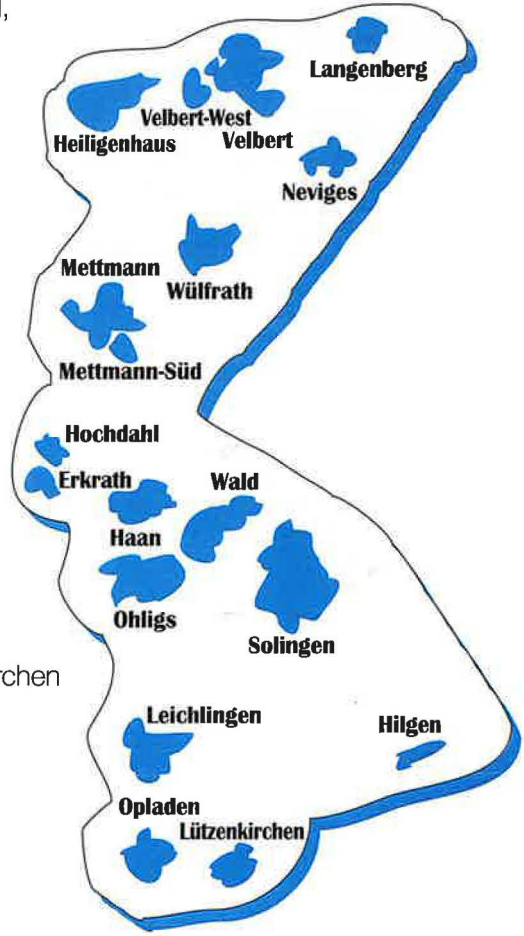 Langenberg
Velbert-West
Velbert
Heiligenhaus
Neviges
Mettmann
Wülfrath
Mettmann-Süd
Hochdahl
Erkrath
Wald
Haan
Ohligs
Solingen
rchen
Leichlingen
Hilgen
Opladen
Lützenkirchen